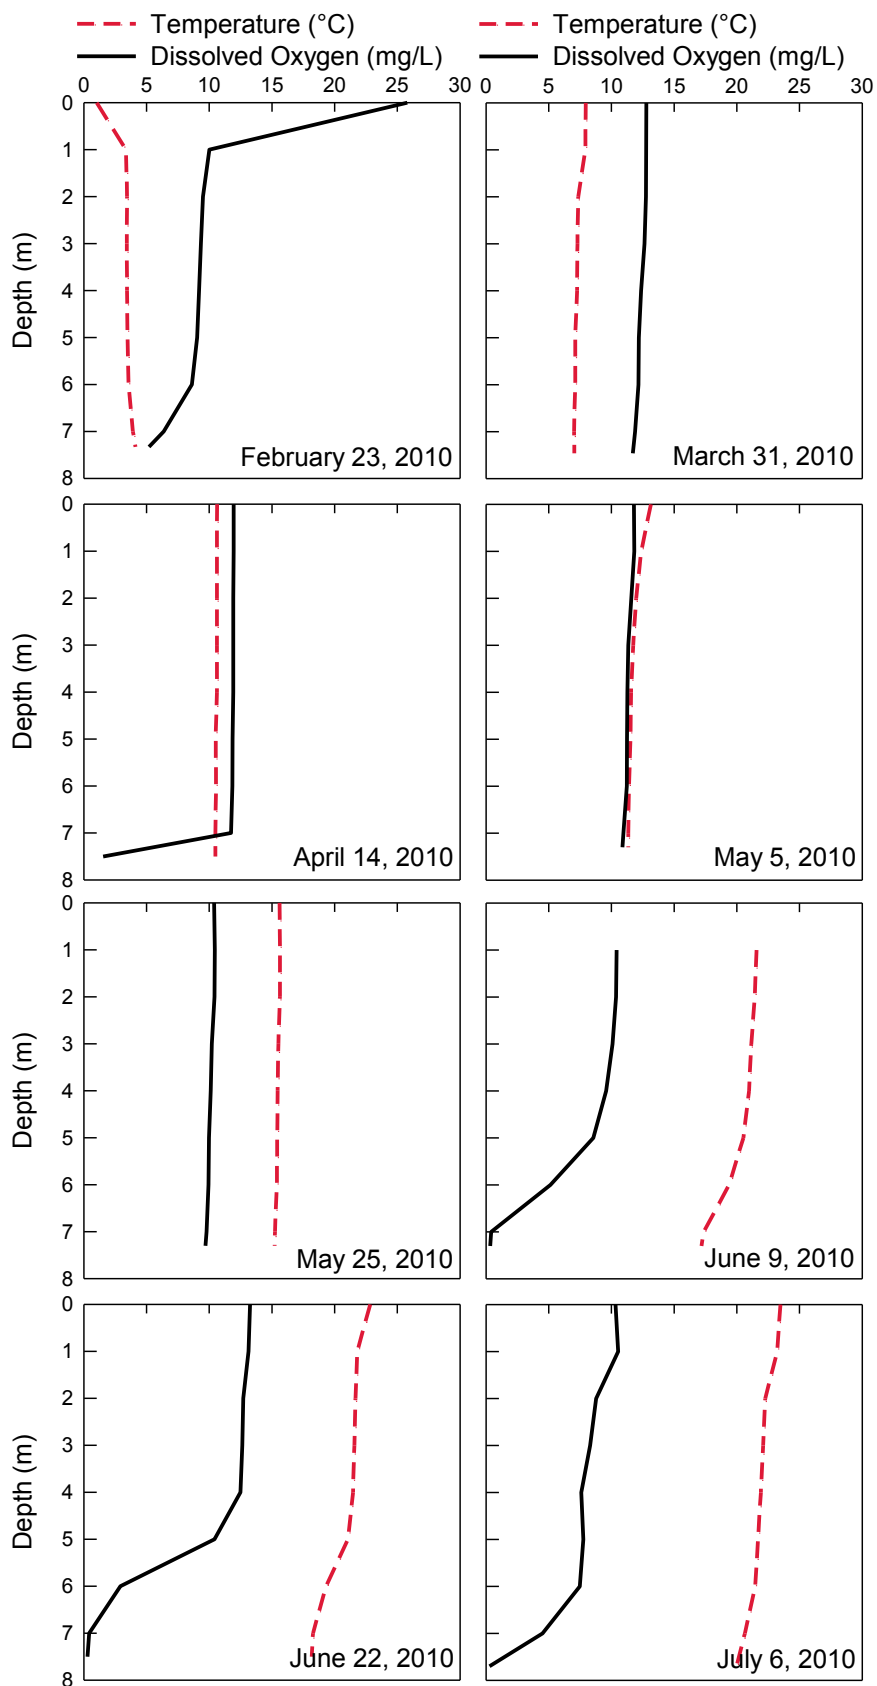 Temperature (°C)
Dissolved Oxygen (mg/L)
Temperature (°C)
Dissolved Oxygen (mg/L)
0 5 10 15 20 25 30
0 5 10 15 20 25 30
0
1
2
3
4
5
6
7
8
Depth (m)
February 23, 2010
March 31, 2010
0
1
2
3
4
5
6
7
8
Depth (m)
April 14, 2010
May 5, 2010
0
1
2
3
4
5
6
7
8
Depth (m)
May 25, 2010
June 9, 2010
0
1
2
3
4
5
6
7
8
Depth (m)
June 22, 2010
July 6, 2010